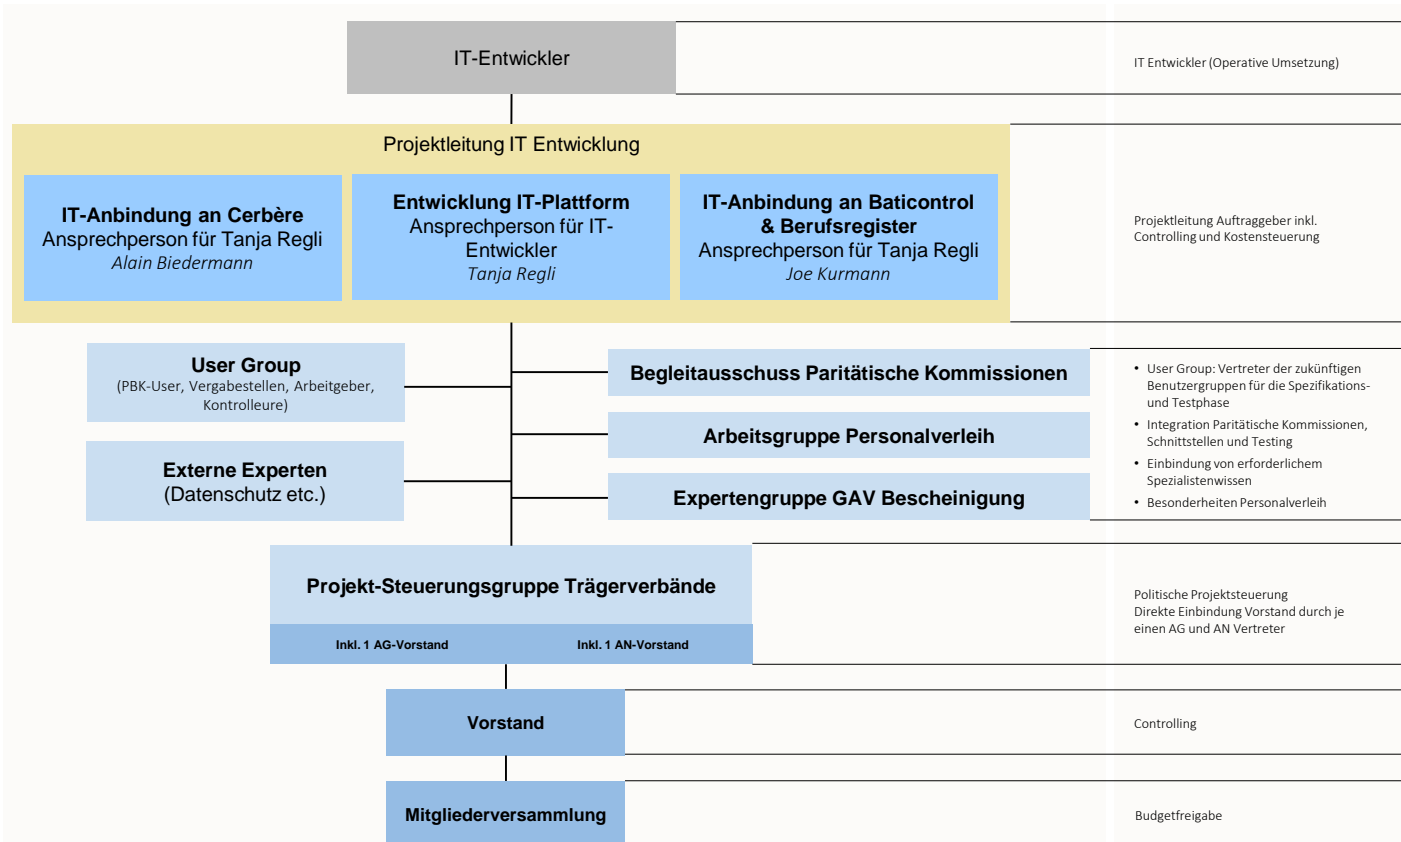 IT-Entwickler
IT Entwickler (Operative Umsetzung)
Projektleitung IT Entwicklung
IT-Anbindung an Cerbère
Ansprechperson für Tanja Regli
Alain Biedermann
Entwicklung IT-Plattform
Ansprechperson für IT-
Entwickler
Tanja Regli
IT-Anbindung an Baticontrol
& Berufsregister
Ansprechperson für Tanja Regli
Joe Kurmann
Projektleitung Auftraggeber inkl.
Controlling und Kostensteuerung
User Group
(PBK-User, Vergabestellen, Arbeitgeber,
Kontrolleure)
Externe Experten
(Datenschutz etc.)
Begleitausschuss Paritätische Kommissionen
Arbeitsgruppe Personalverleih
Expertengruppe GAV Bescheinigung
• User Group: Vertreter der zukünftigen
Benutzergruppen für die Spezifikations-
und Testphase
• Integration Paritätische Kommissionen,
Schnittstellen und Testing
• Einbindung von erforderlichem
Spezialistenwissen
• Besonderheiten Personalverleih
Projekt-Steuerungsgruppe Trägerverbände
Inkl. 1 AG-Vorstand
Inkl. 1 AN-Vorstand
Politische Projektsteuerung
Direkte Einbindung Vorstand durch je
einen AG und AN Vertreter
Vorstand
Controlling
Mitgliederversammlung
Budgetfreigabe